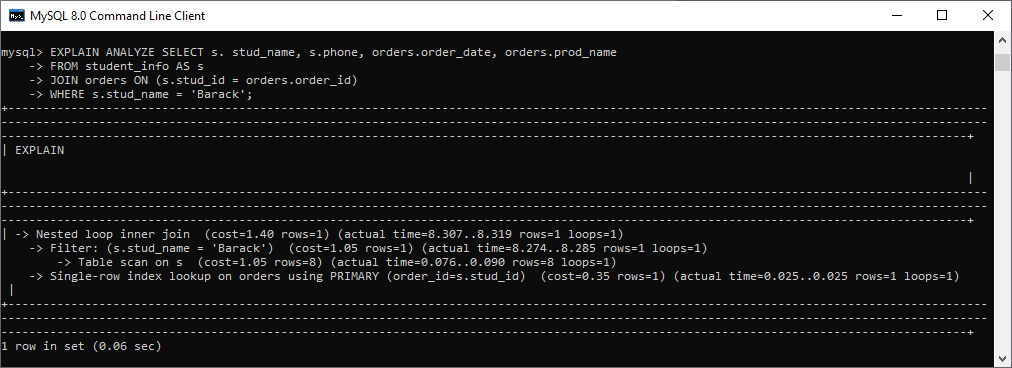 MySQL 8.0 Command Line Client
mysql> EXPLAIN ANALYZE SELECT s. stud_name, s.phone, orders.order_date, orders.prod_name
    -> FROM student_info AS s
    -> JOIN orders ON (s.stud_id = orders.order_id)
    -> WHERE s.stud_name = 'Barack';
| EXPLAIN
|
| -> Nested loop inner join  (cost=1.40 rows=1) (actual time=8.307..8.319 rows=1 loops=1)
    -> Filter: (s.stud_name = 'Barack')  (cost=1.05 rows=1) (actual time=8.274..8.285 rows=1 loops=1)
        -> Table scan on s  (cost=1.05 rows=8) (actual time=0.076..0.090 rows=8 loops=1)
    -> Single-row index lookup on orders using PRIMARY (order_id=s.stud_id)  (cost=0.35 rows=1) (actual time=0.025..0.025 rows=1 loops=1)
 |
1 row in set (0.06 sec)